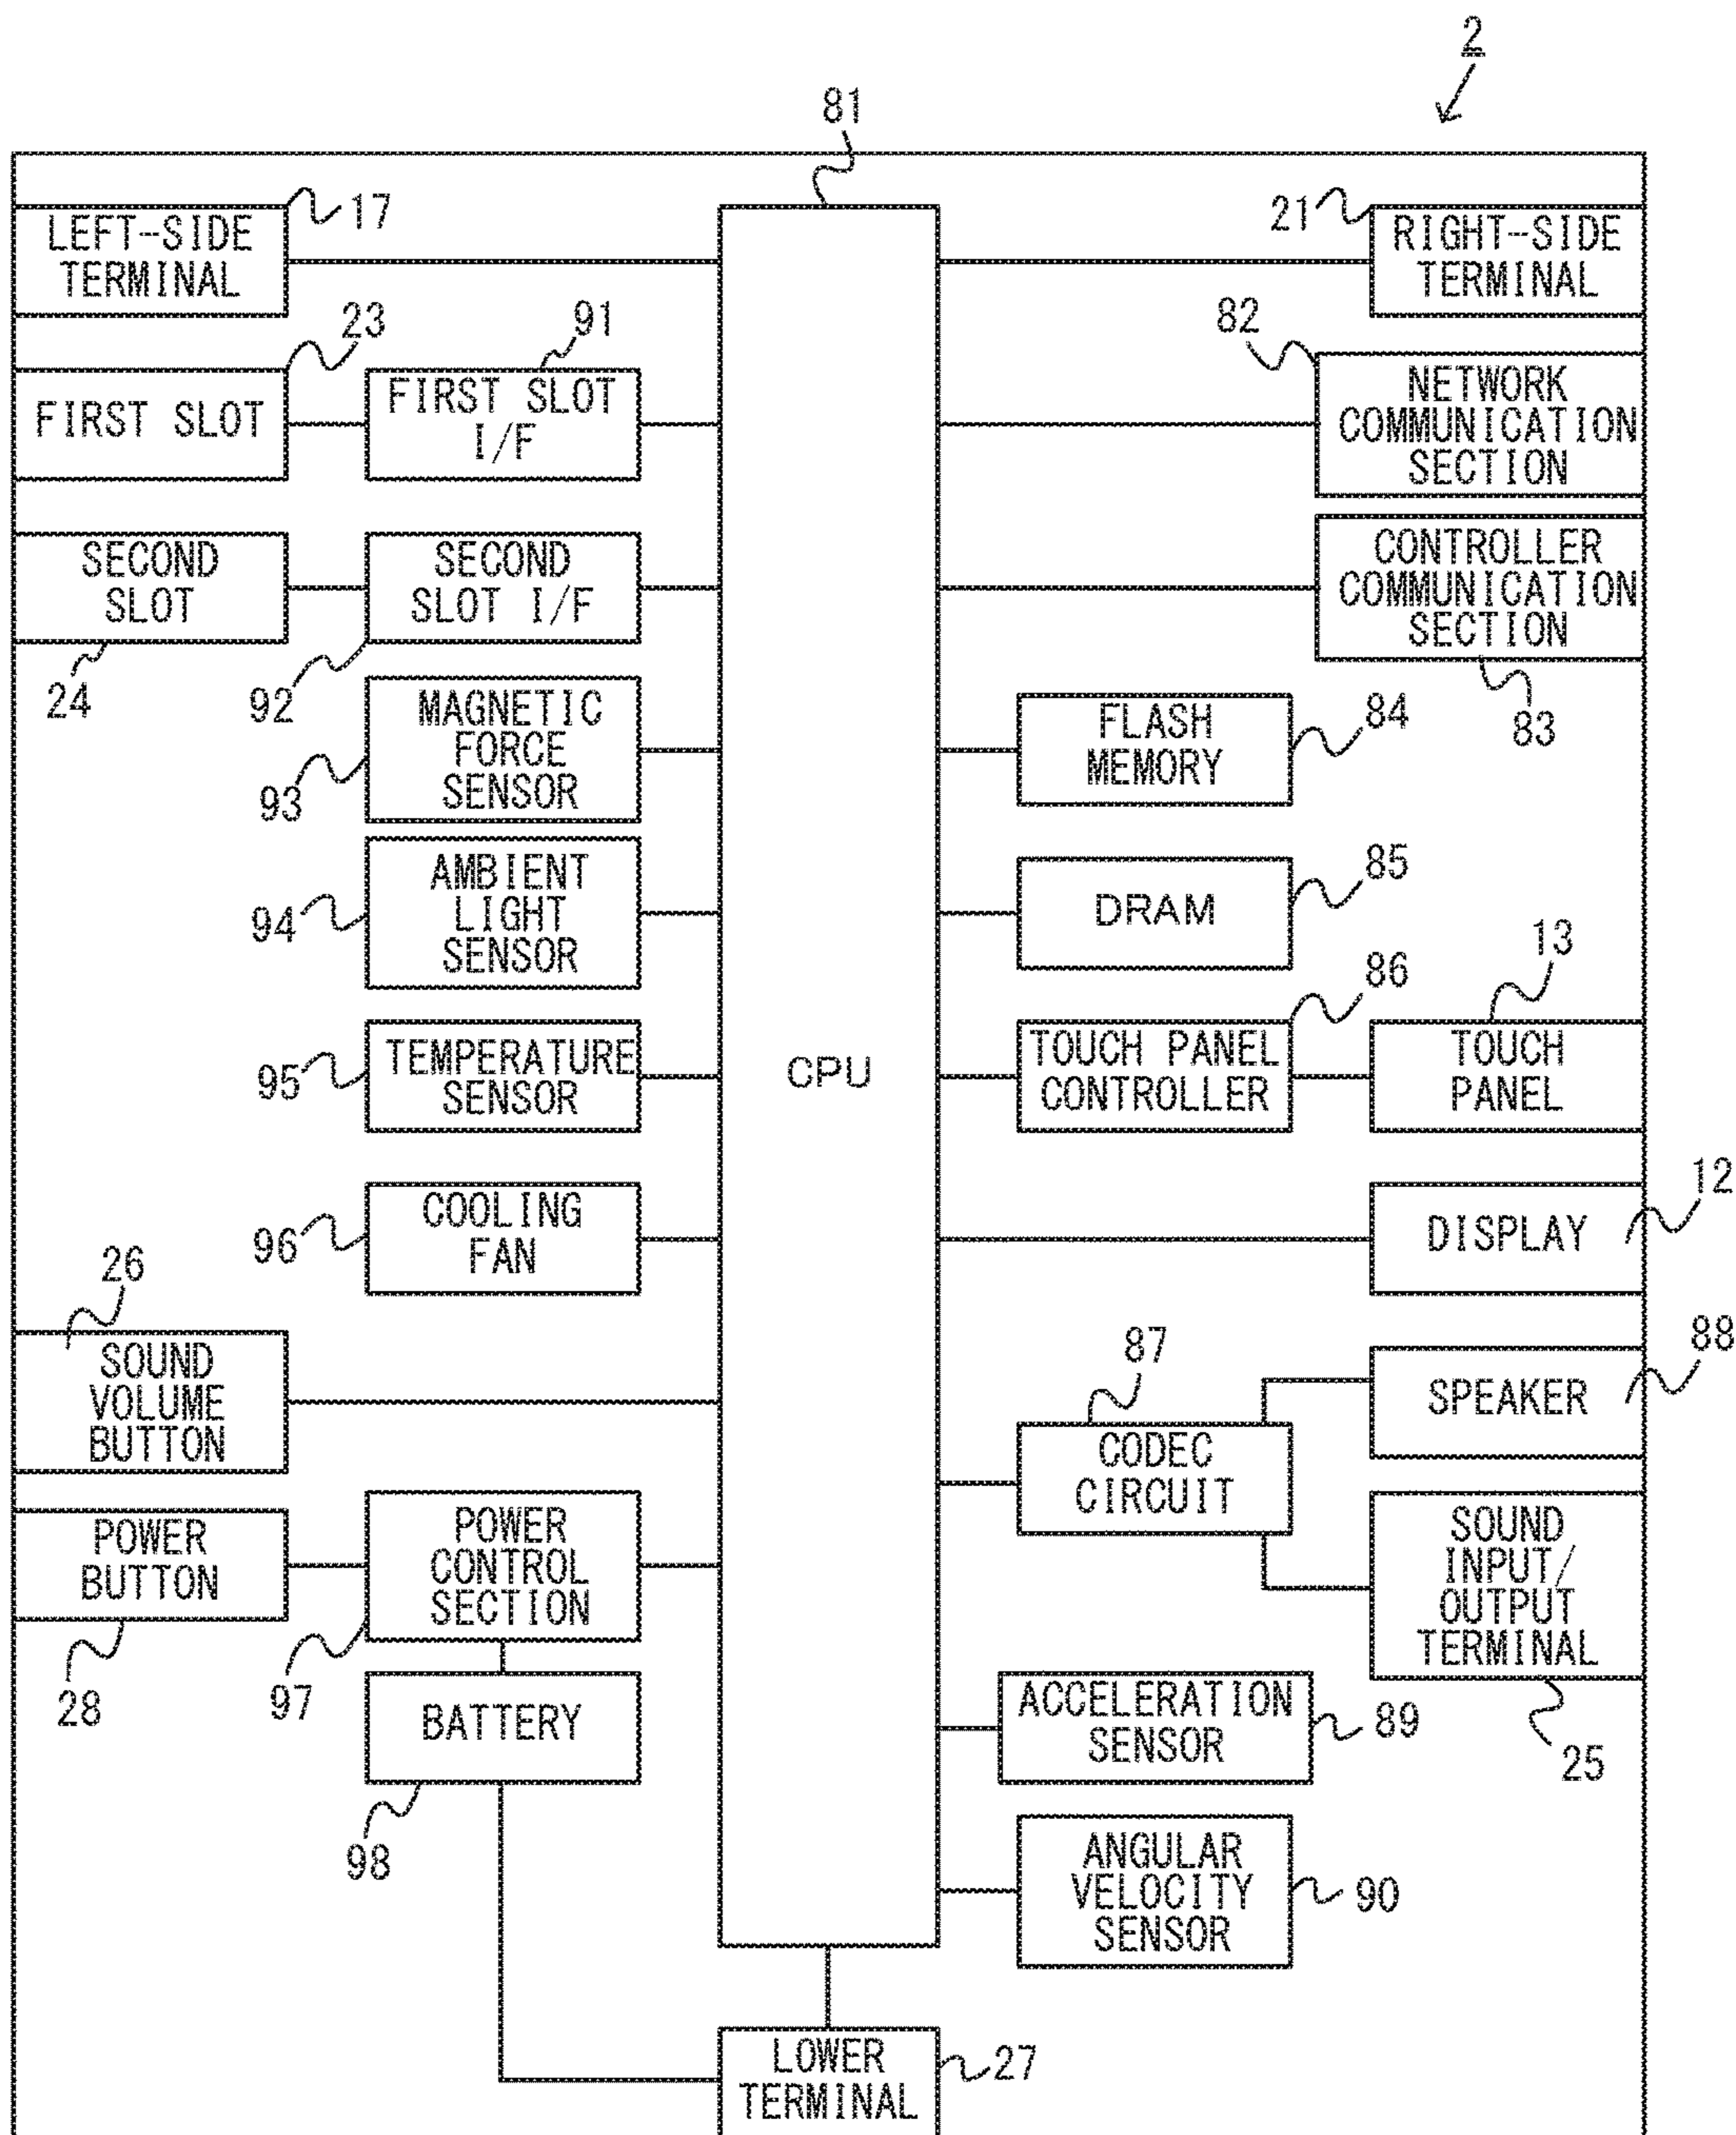 2
81
17
LEFT-SIDE
TERMINAL
21
RIGHT-SIDE
TERMINAL
23
FIRST SLOT
91
FIRST SLOT
I/F
82
NETWORK
COMMUNICATION
SECTION
SECOND
SLOT
24
SECOND
SLOT I/F
92
CONTROLLER
COMMUNICATION
SECTION
83
MAGNETIC
FORCE
SENSOR
93
FLASH
MEMORY
84
AMBIENT
LIGHT
SENSOR
94
DRAM
85
TEMPERATURE
SENSOR
95
CPU
86
TOUCH PANEL
CONTROLLER
13
TOUCH
PANEL
COOLING
FAN
96
DISPLAY
12
26
SOUND
VOLUME
BUTTON
87
CODEC
CIRCUIT
SPEAKER
88
POWER
BUTTON
28
POWER
CONTROL
SECTION
97
SOUND
INPUT/
OUTPUT
TERMINAL
25
BATTERY
98
ACCELERATION
SENSOR
89
ANGULAR
VELOCITY
SENSOR
90
LOWER
TERMINAL
27